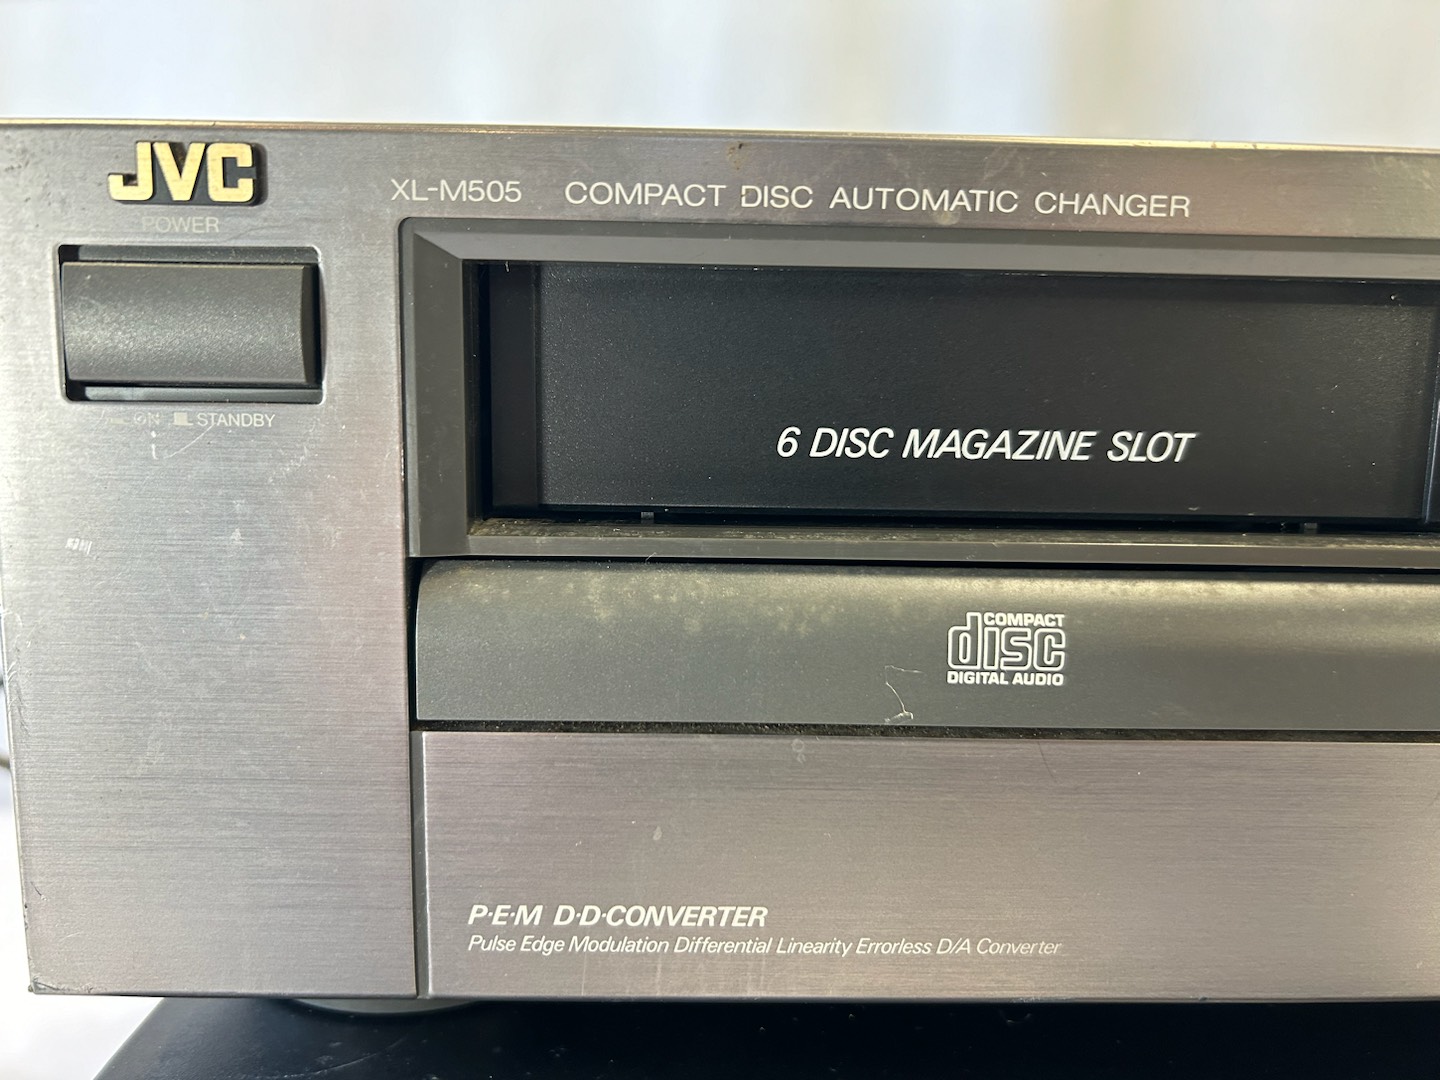 JVC
POWER
XL-M505 COMPACT DISC AUTOMATIC CHANGER
ON STANDBY
6 DISC MAGAZINE SLOT
COMPACT
disc
DIGITAL AUDIO
P·E·M D·D·CONVERTER
Pulse Edge Modulation Differential Linearity Errorless D/A Converter